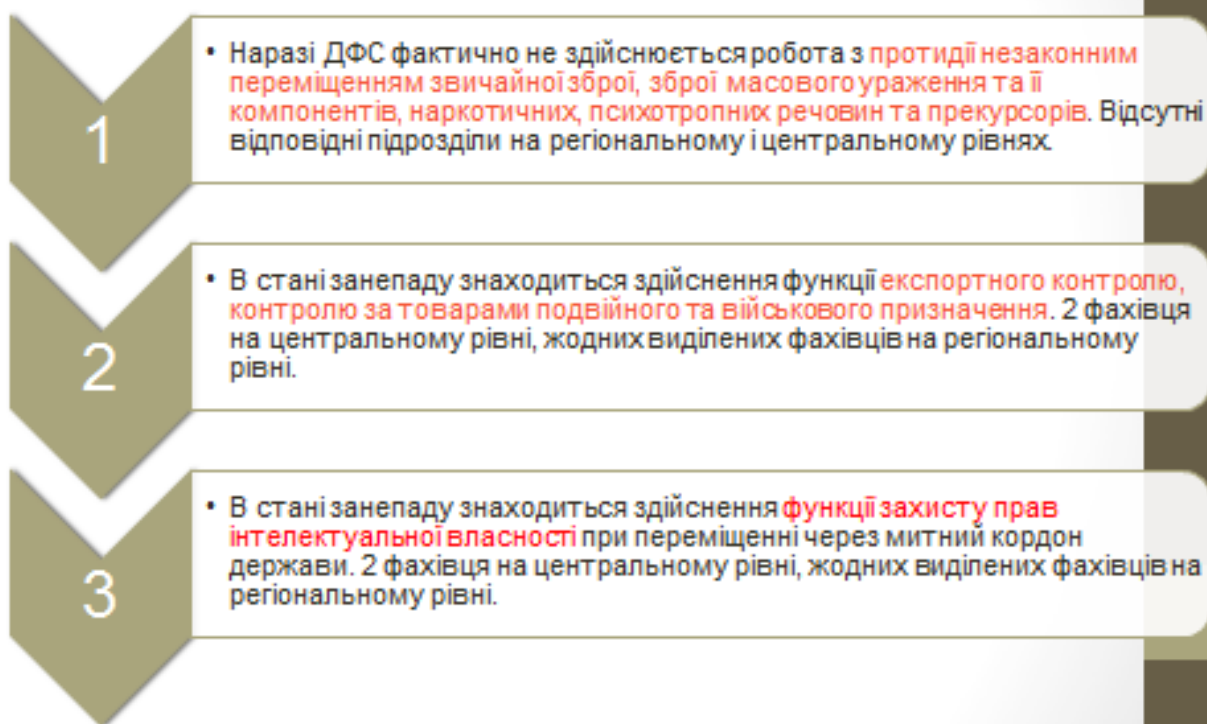 1
• Наразі ДФС фактично не здійснюється робота з протидії незаконним
переміщенням звичайної зброї, зброї масового ураження та її
компонентів, наркотичних, психотропних речовин та прекурсорів. Відсутні
відповідні підрозділи на регіональному і центральному рівнях.
2
• В стані занепаду знаходиться здійснення функції експортного контролю,
контролю за товарами подвійного та військового призначення. 2 фахівця
на центральному рівні, жодних виділених фахівців на регіональному
рівні.
3
• В стані занепаду знаходиться здійснення функції захисту прав
інтелектуальної власності при переміщенні через митний кордон
держави. 2 фахівця на центральному рівні, жодних виділених фахівців на
регіональному рівні.